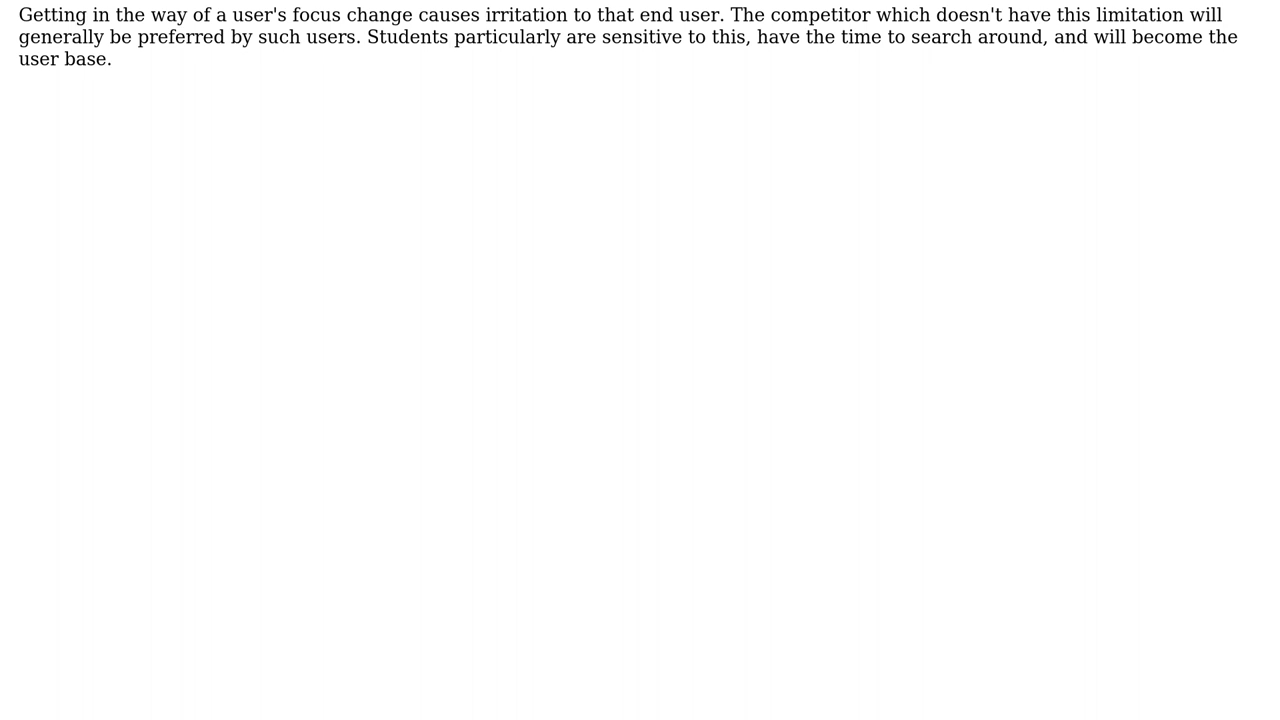 Getting in the way of a user's focus change causes irritation to that end user. The competitor which doesn't have this limitation will
generally be preferred by such users. Students particularly are sensitive to this, have the time to search around, and will become the
user base.